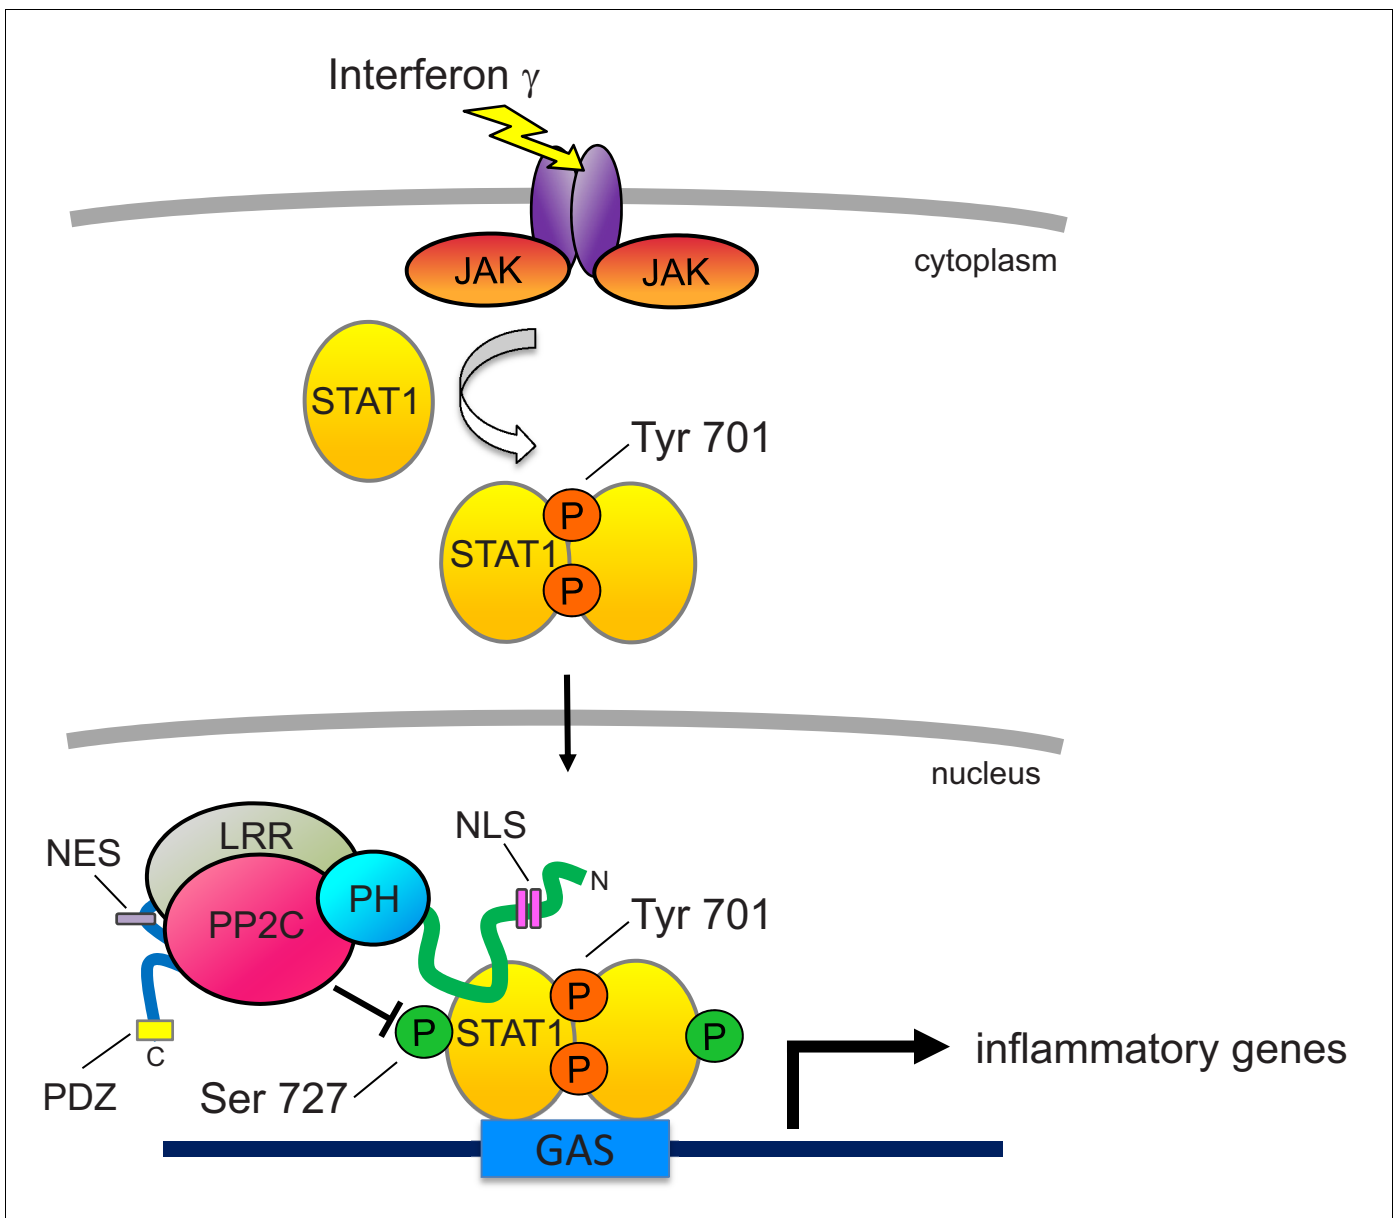 Interferon γ
cytoplasm
JAK
JAK
STAT1
Tyr 701
P
STAT1
P
nucleus
NLS
LRR
NES
N
PH
PP2C
Tyr 701
P
P
STAT1
P
C
P
PDZ
Ser 727
inflammatory genes
GAS